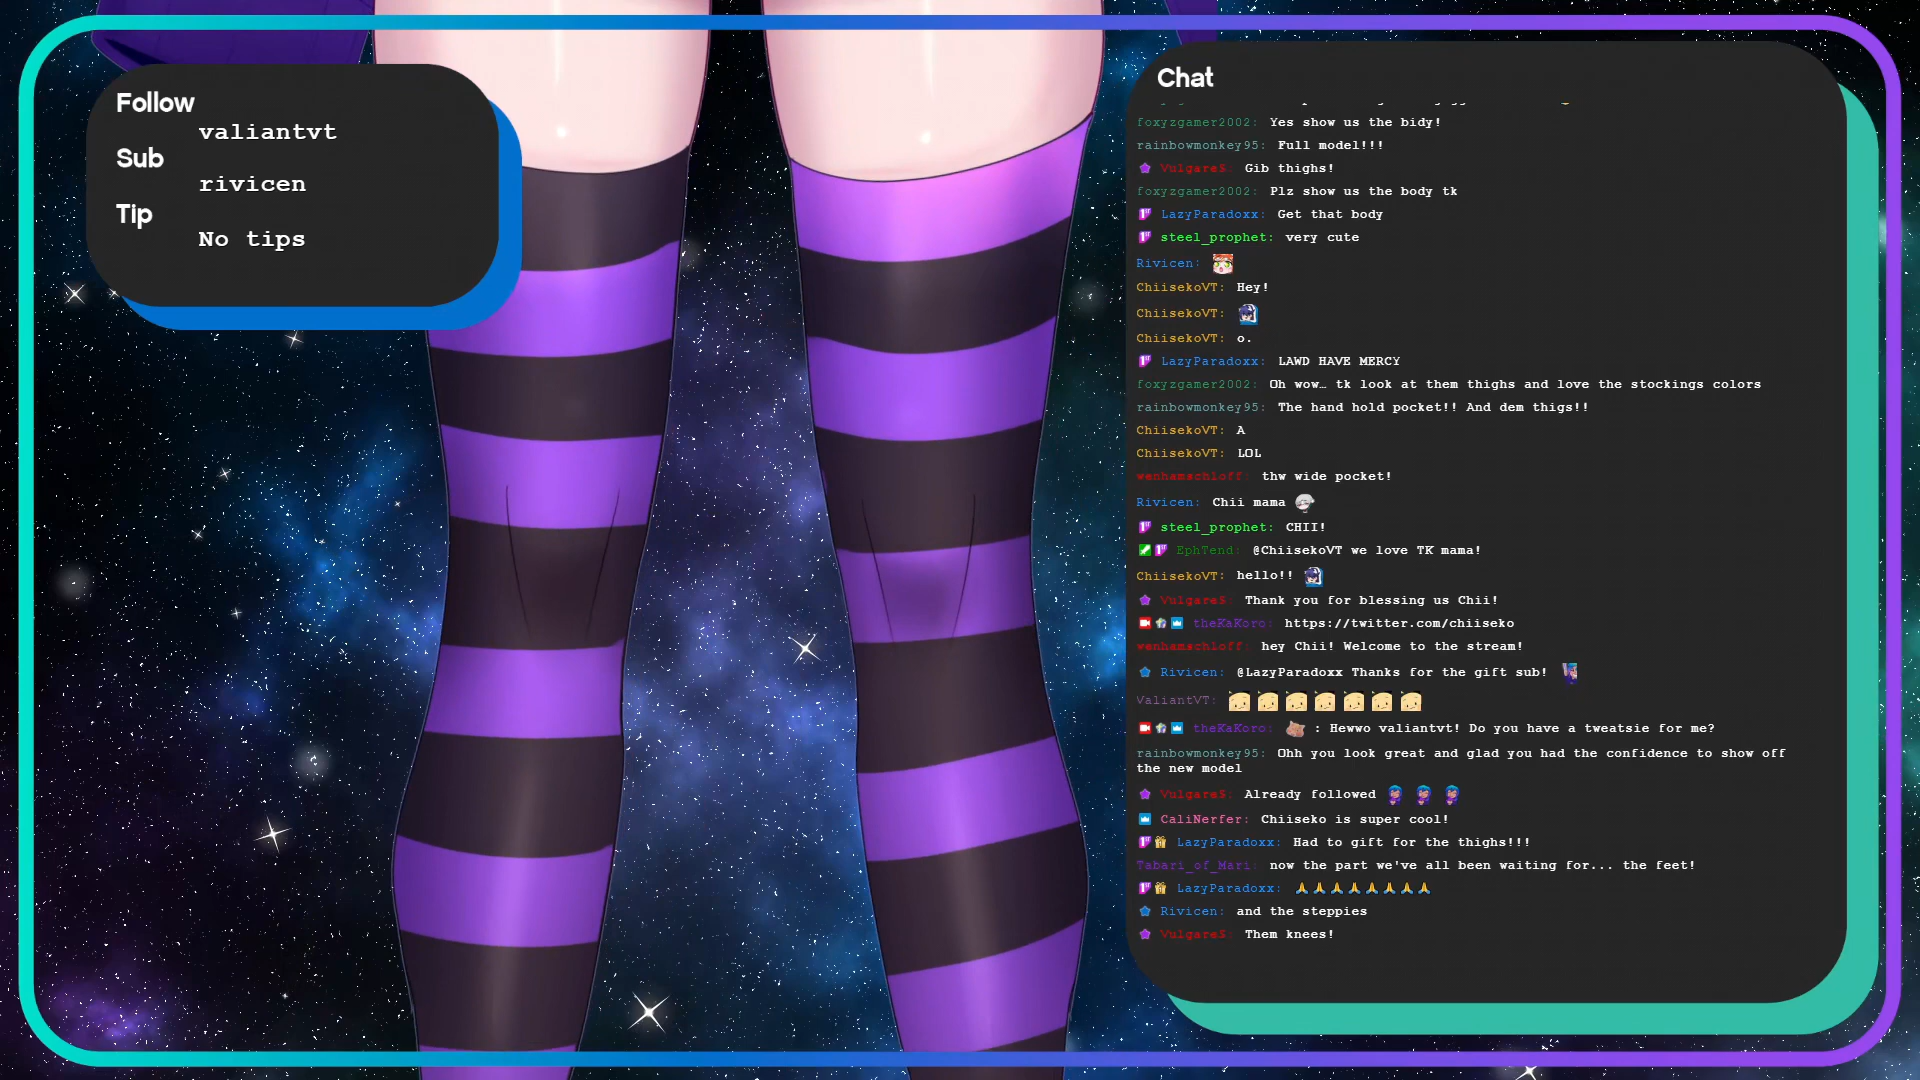 Follow
valiantvt
Sub
rivicen
Tip
No tips
Chat
foxyzgamer2002: Yes show us the bidy!
rainbowmonkey95: Full model!!!
VulgareS: Gib thighs!
foxyzgamer2002: Plz show us the body tk
LazyParadoxx: Get that body
steel_prophet: very cute
Rivicen:
ChiisekoVT: Hey!
ChiisekoVT:
ChiisekoVT: o.
LazyParadoxx: LAWD HAVE MERCY
foxyzgamer2002: Oh wow… tk look at them thighs and love the stockings colors
rainbowmonkey95: The hand hold pocket!! And dem thigs!!
ChiisekoVT: A
ChiisekoVT: LOL
wenhamschloff: thw wide pocket!
Rivicen: Chii mama
steel_prophet: CHII!
EphTend: @ChiisekoVT we love TK mama!
ChiisekoVT: hello!!
VulgareS: Thank you for blessing us Chii!
theKaKoro: https://twitter.com/chiiseko
wenhamschloff: hey Chii! Welcome to the stream!
Rivicen: @LazyParadoxx Thanks for the gift sub!
ValiantVT:
theKaKoro: : Hewwo valiantvt! Do you have a tweatsie for me?
rainbowmonkey95: Ohh you look great and glad you had the confidence to show off
the new model
VulgareS: Already followed
CaliNerfer: Chiiseko is super cool!
LazyParadoxx: Had to gift for the thighs!!!
Tabari_of_Mari: now the part we've all been waiting for... the feet!
LazyParadoxx: 🙏🙏🙏🙏🙏🙏🙏🙏
Rivicen: and the steppies
VulgareS: Them knees!